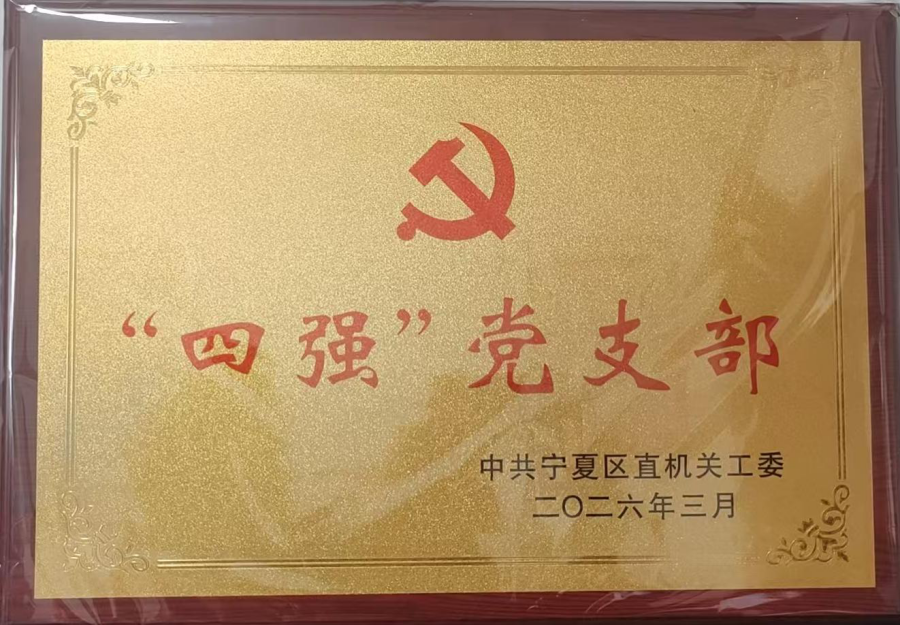 “四强”党支部
中共宁夏区直机关工委
二〇二六年三月